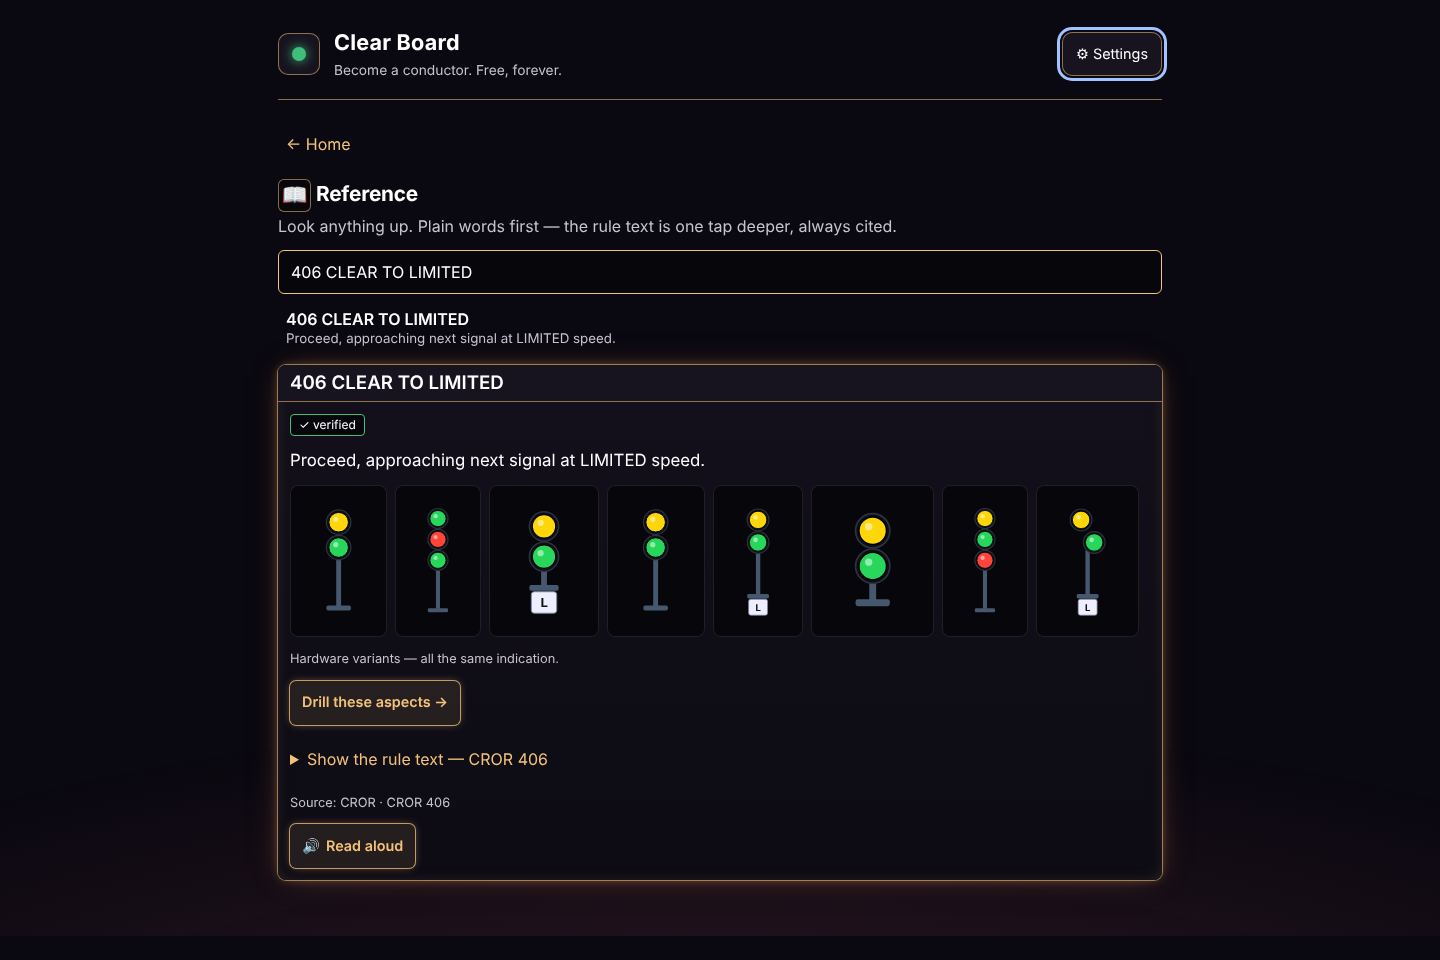 Clear Board
Become a conductor. Free, forever.
⚙ Settings
← Home
📖 Reference
Look anything up. Plain words first — the rule text is one tap deeper, always cited.
406 CLEAR TO LIMITED
406 CLEAR TO LIMITED
Proceed, approaching next signal at LIMITED speed.
406 CLEAR TO LIMITED
✓ verified
Proceed, approaching next signal at LIMITED speed.
L
L
L
Hardware variants — all the same indication.
Drill these aspects →
▶ Show the rule text — CROR 406
Source: CROR · CROR 406
🔊 Read aloud